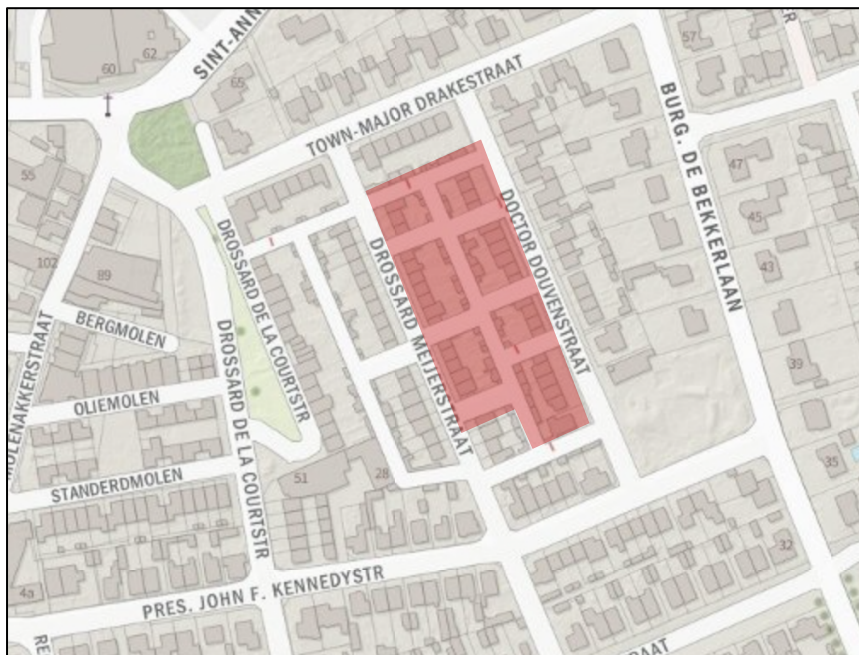 62
60
SINT-ANN
65
57
ER
TOWN-MAJOR DRAKESTRAAT
BURG. DE BEKKERLAAN
55
47
DOCTOR DOUVENSTRAAT
45
DROSSARD DE LA COURTSTR
DROSSARD MEIJERSTRAAT
102
89
43
BERGMOLEN
DROSSARD DE LA COURTSTR
MOLENAKKERSTRAAT
39
OLIEMOLEN
STANDERDMOLEN
51
28
35
32
4a
PRES. JOHN F. KENNEDYSTR
RE
RAAT